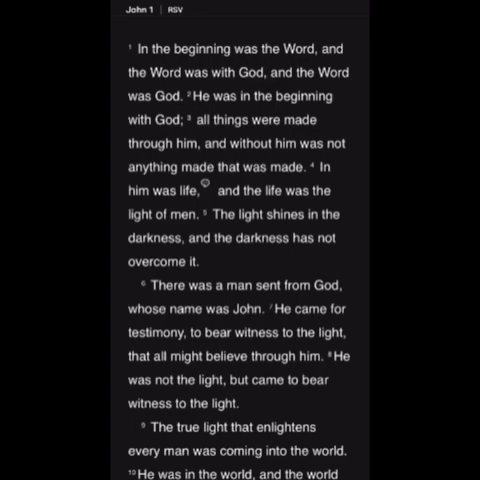 John 1 | RSV
1 In the beginning was the Word, and
the Word was with God, and the Word
was God. 2 He was in the beginning
with God; 3 all things were made
through him, and without him was not
anything made that was made. 4 In
him was life, and the life was the
light of men. 5 The light shines in the
darkness, and the darkness has not
overcome it.
6 There was a man sent from God,
whose name was John. 7 He came for
testimony, to bear witness to the light,
that all might believe through him. 8 He
was not the light, but came to bear
witness to the light.
9 The true light that enlightens
every man was coming into the world.
10 He was in the world, and the world